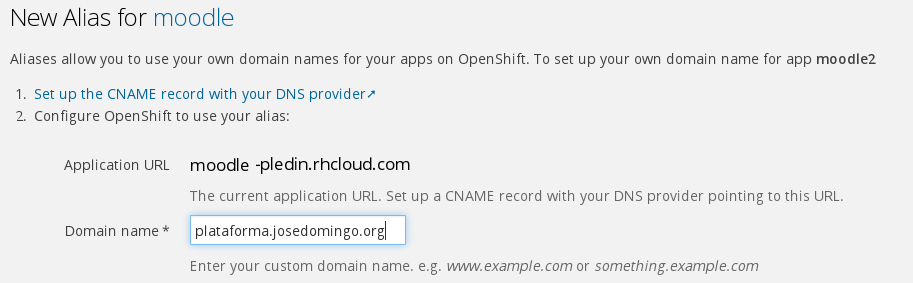 New Alias for moodle
Aliases allow you to use your own domain names for your apps on OpenShift. To set up your own domain name for app moodle2
1. Set up the CNAME record with your DNS provider↗
2. Configure OpenShift to use your alias:
Application URL moodle -pledin.rhcloud.com
The current application URL. Set up a CNAME record with your DNS provider pointing to this URL.
Domain name * plataforma.josedomingo.org
Enter your custom domain name. e.g. www.example.com or something.example.com